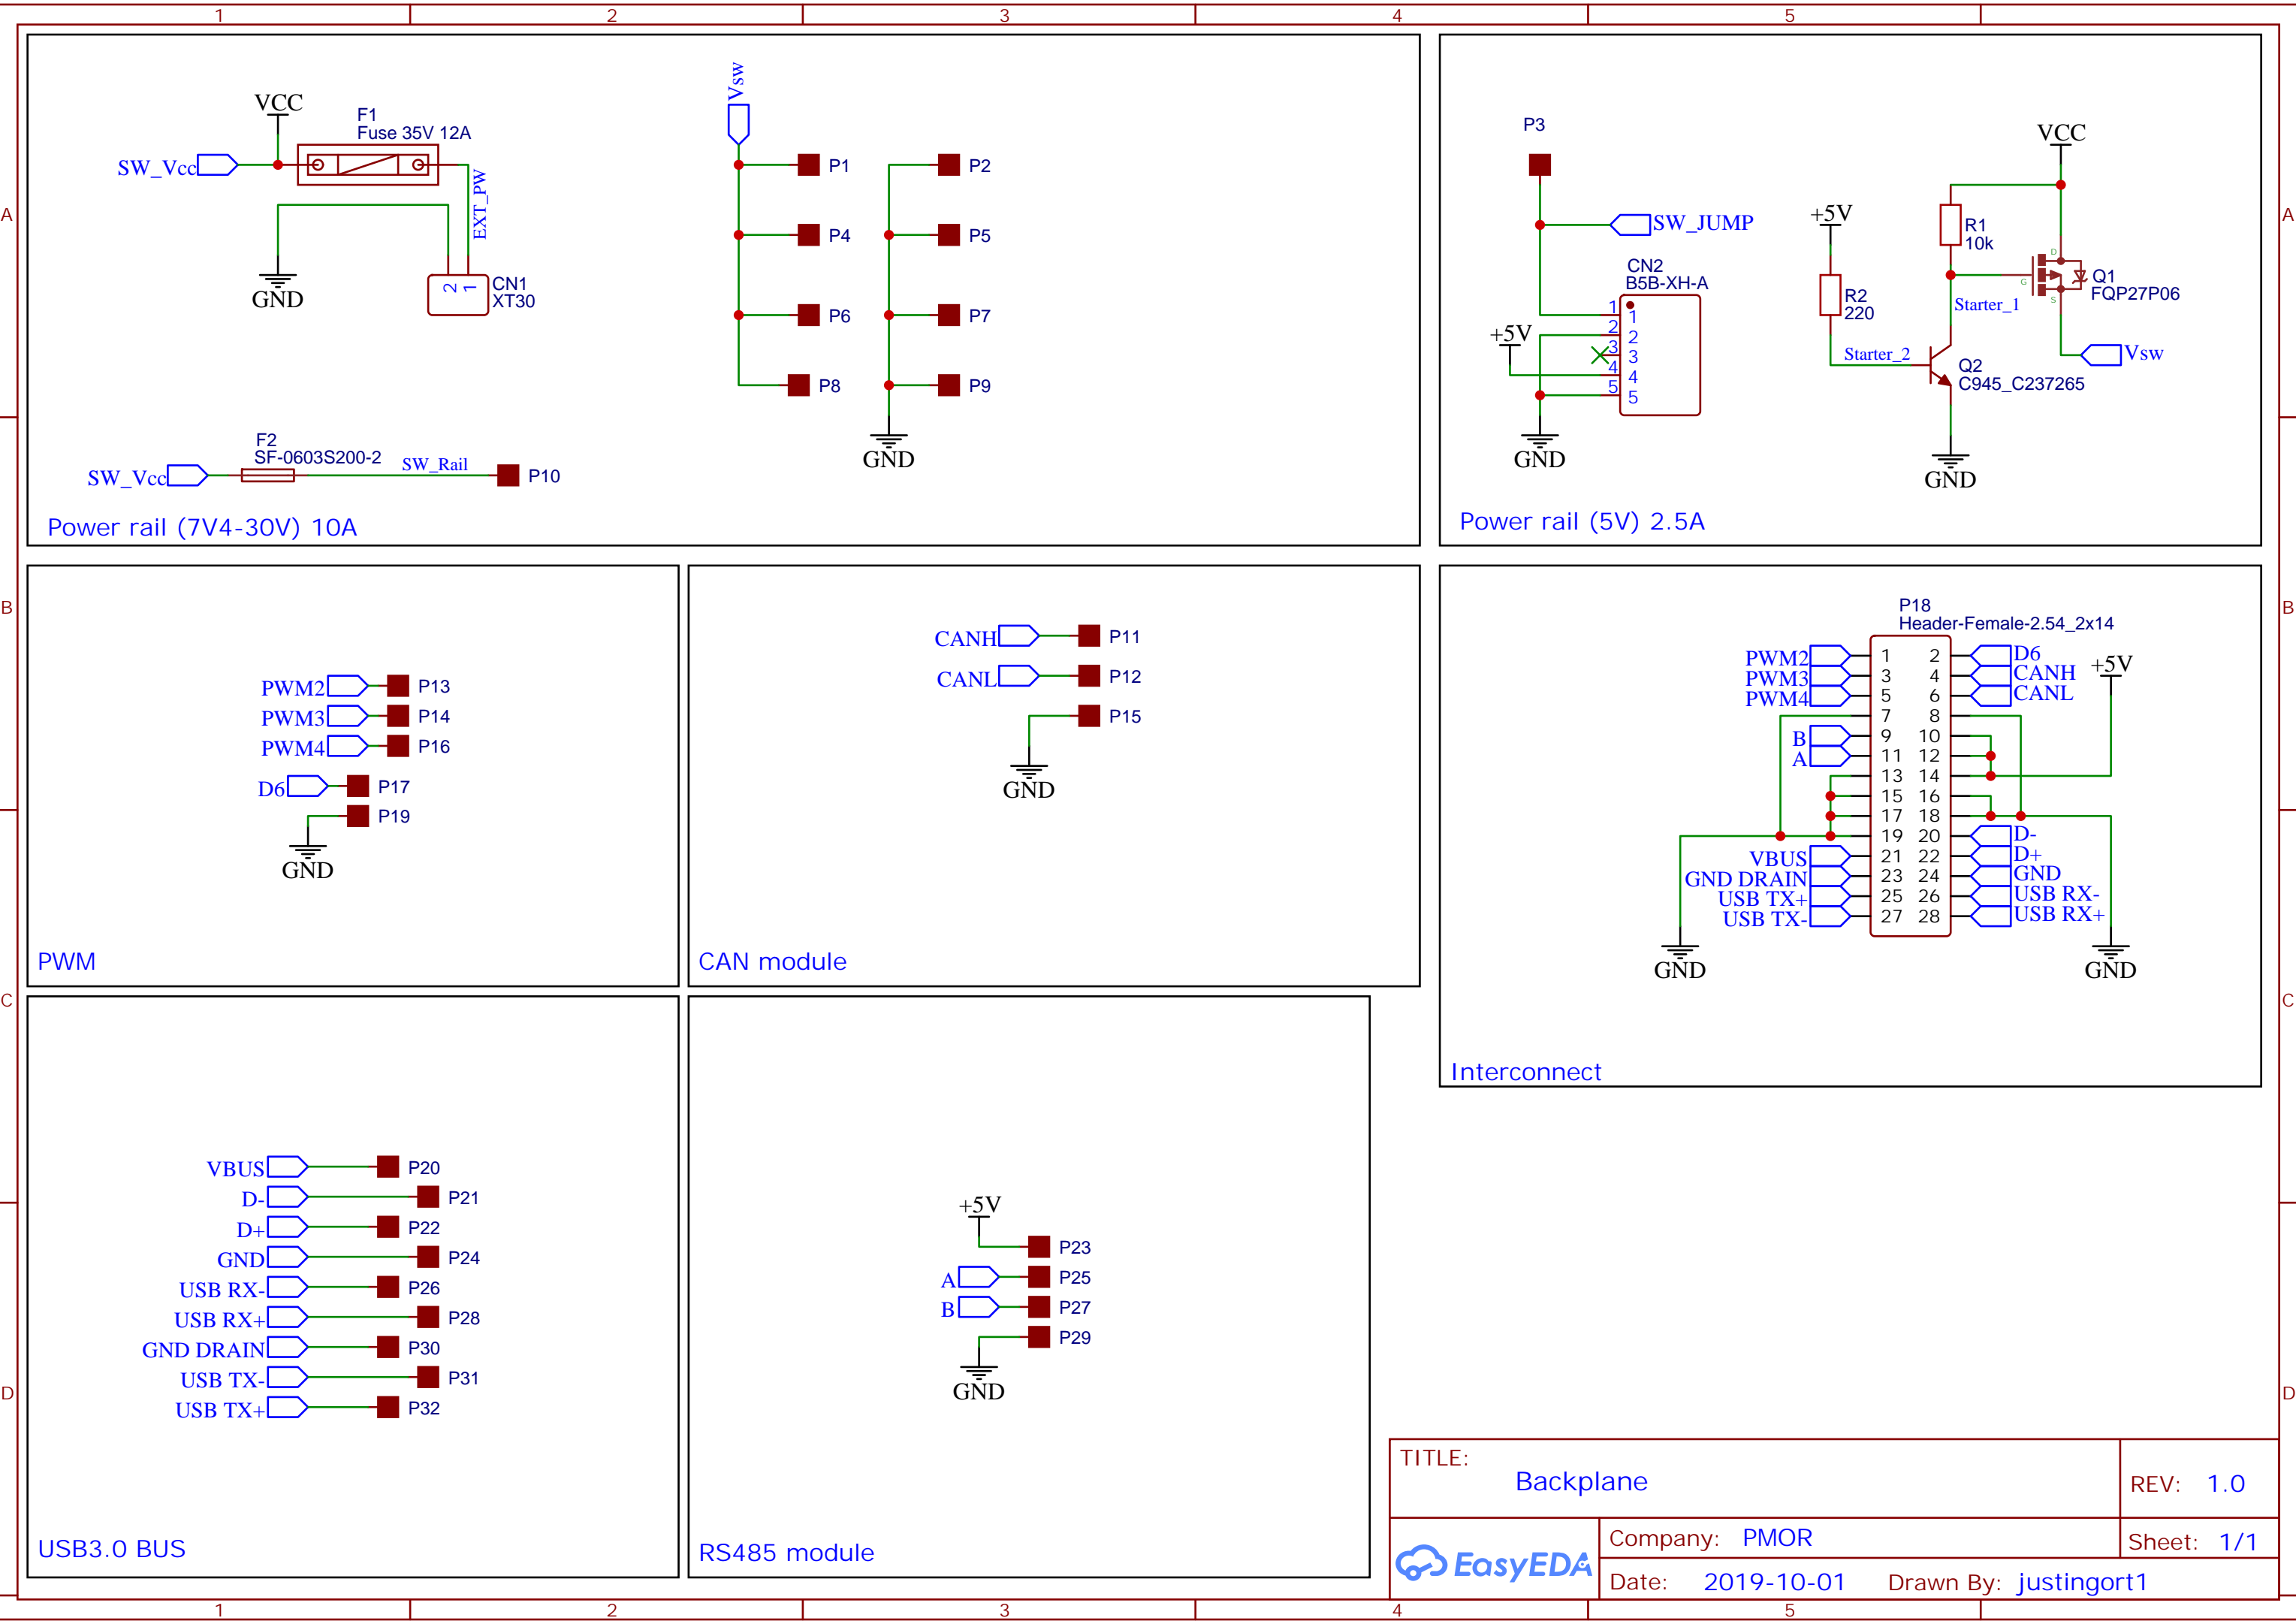 1 2 3 4 5
A
B
C
D
VCC
F1
Fuse 35V 12A
SW_Vcc
EXT_PW
GND
2 1
CN1
XT30
F2
SF-0603S200-2
SW_Vcc
SW_Rail
P10
Vsw
P1
P2
P4
P5
P6
P7
P8
P9
GND
Power rail (7V4-30V) 10A
P3
SW_JUMP
CN2
B5B-XH-A
+5V
1 1
2 2
3 3
4 4
5 5
GND
+5V
R2
220
Starter_2
VCC
R1
10k
Starter_1
D
G
S
Q1
FQP27P06
Vsw
Q2
C945_C237265
GND
Power rail (5V) 2.5A
PWM2 P13
PWM3 P14
PWM4 P16
D6 P17
P19
GND
PWM
CANH P11
CANL P12
P15
GND
CAN module
P18
Header-Female-2.54_2x14
+5V
PWM2 1 2 D6
PWM3 3 4 CANH
PWM4 5 6 CANL
7 8
B 9 10
A 11 12
13 14
15 16
17 18
19 20 D-
VBUS 21 22 D+
GND DRAIN 23 24 GND
USB TX+ 25 26 USB RX-
USB TX- 27 28 USB RX+
GND
GND
Interconnect
VBUS P20
D- P21
D+ P22
GND P24
USB RX- P26
USB RX+ P28
GND DRAIN P30
USB TX- P31
USB TX+ P32
USB3.0 BUS
+5V
P23
A P25
B P27
P29
GND
RS485 module
TITLE:
Backplane
REV: 1.0
EasyEDA
Company: PMOR
Sheet: 1/1
Date: 2019-10-01 Drawn By: justingort1
A
B
C
D
1 2 3 4 5